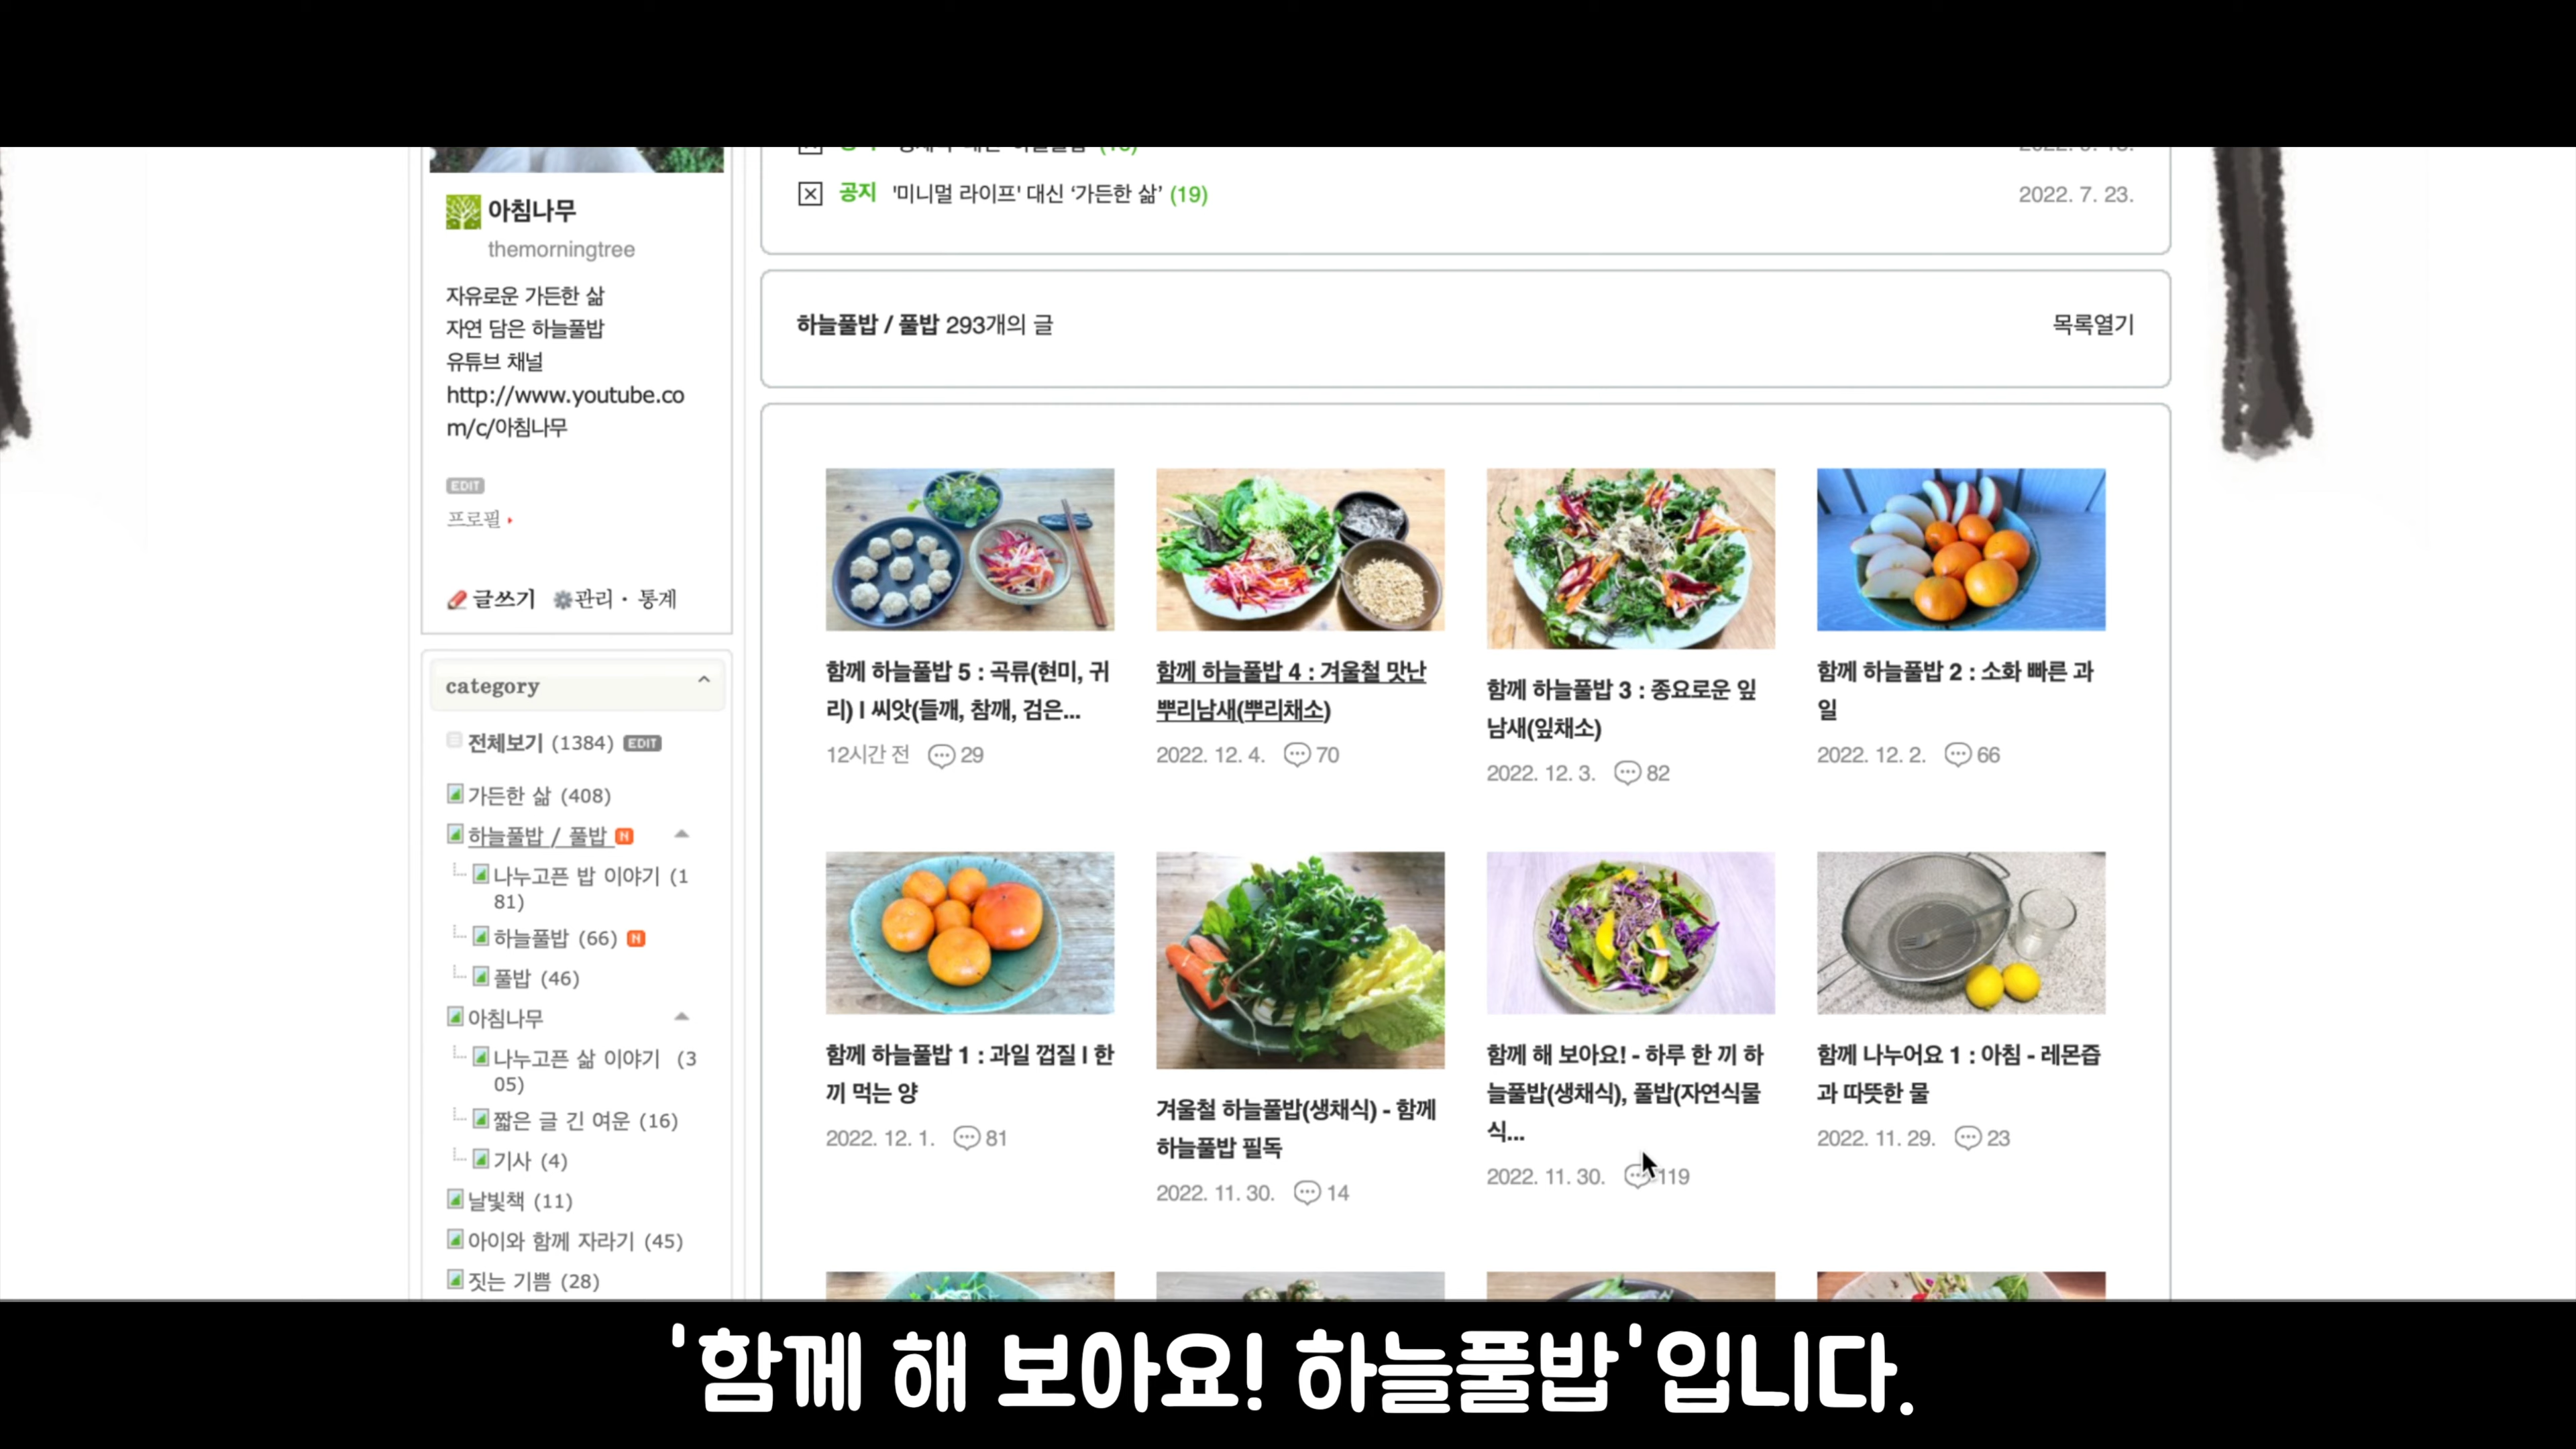 공지 '미니멀 라이프' 대신 ‘가든한 삶’ (19) 2022. 7. 23.
아침나무
themorningtree
자유로운 가든한 삶
자연 담은 하늘풀밥
유튜브 채널
http://www.youtube.co
m/c/아침나무
EDIT
프로필
글쓰기 관리 · 통계
category
전체보기 (1384) EDIT
가든한 삶 (408)
하늘풀밥 / 풀밥 N
나누고픈 밥 이야기 (1
81)
하늘풀밥 (66) N
풀밥 (46)
아침나무
나누고픈 삶 이야기 (3
05)
짧은 글 긴 여운 (16)
기사 (4)
날빛책 (11)
아이와 함께 자라기 (45)
짓는 기쁨 (28)
하늘풀밥 / 풀밥 293개의 글 목록열기
함께 하늘풀밥 5 : 곡류(현미, 귀
리) l 씨앗(들깨, 참깨, 검은...
12시간 전 29
함께 하늘풀밥 4 : 겨울철 맛난
뿌리남새(뿌리채소)
2022. 12. 4. 70
함께 하늘풀밥 3 : 종요로운 잎
남새(잎채소)
2022. 12. 3. 82
함께 하늘풀밥 2 : 소화 빠른 과
일
2022. 12. 2. 66
함께 하늘풀밥 1 : 과일 껍질 l 한
끼 먹는 양
2022. 12. 1. 81
겨울철 하늘풀밥(생채식) - 함께
하늘풀밥 필독
2022. 11. 30. 14
함께 해 보아요! - 하루 한 끼 하
늘풀밥(생채식), 풀밥(자연식물
식...
2022. 11. 30. 119
함께 나누어요 1 : 아침 - 레몬즙
과 따뜻한 물
2022. 11. 29. 23
'함께 해 보아요! 하늘풀밥'입니다.